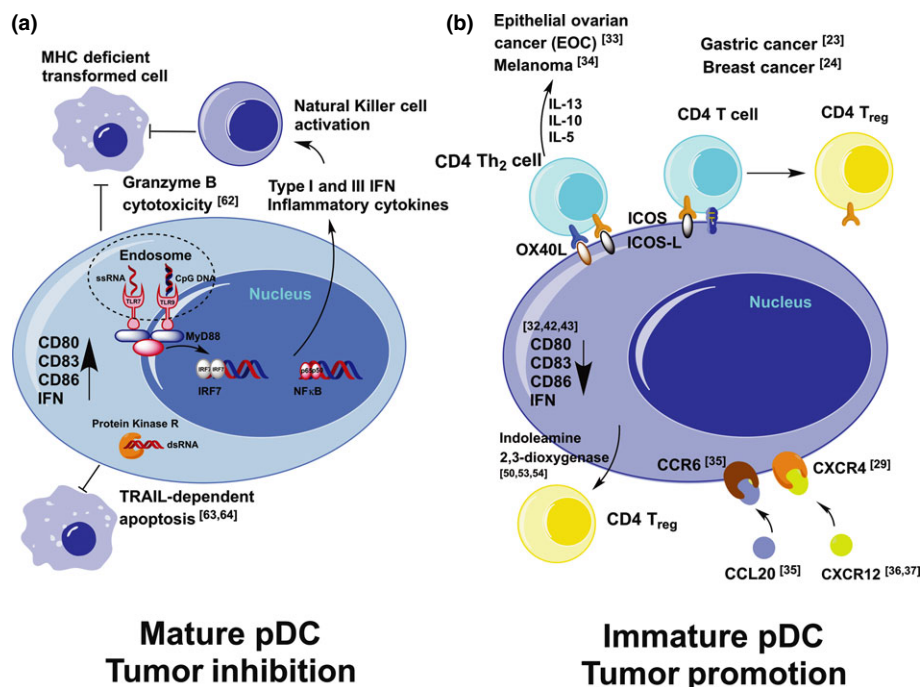 (a)
MHC deficient
transformed cell
Natural Killer cell
activation
Granzyme B
cytotoxicity [62]
Type I and III IFN
Inflammatory cytokines
Endosome
ssRNA
CpG DNA
TLR7
TLR9
MyD88
Nucleus
CD80
CD83
CD86
IFN
IRF7
IRF7
IRF7
p65
p50
NFκB
Protein Kinase R
dsRNA
TRAIL-dependent
apoptosis [63,64]
Mature pDC
Tumor inhibition
(b)
Epithelial ovarian
cancer (EOC) [33]
Melanoma [34]
Gastric cancer [23]
Breast cancer [24]
IL-13
IL-10
IL-5
CD4 Th2 cell
CD4 T cell
CD4 Treg
OX40L
ICOS
ICOS-L
Nucleus
[32,42,43]
CD80
CD83
CD86
IFN
Indoleamine
2,3-dioxygenase
[50,53,54]
CD4 Treg
CCR6 [35]
CXCR4 [29]
CCL20 [35]
CXCR12 [36,37]
Immature pDC
Tumor promotion